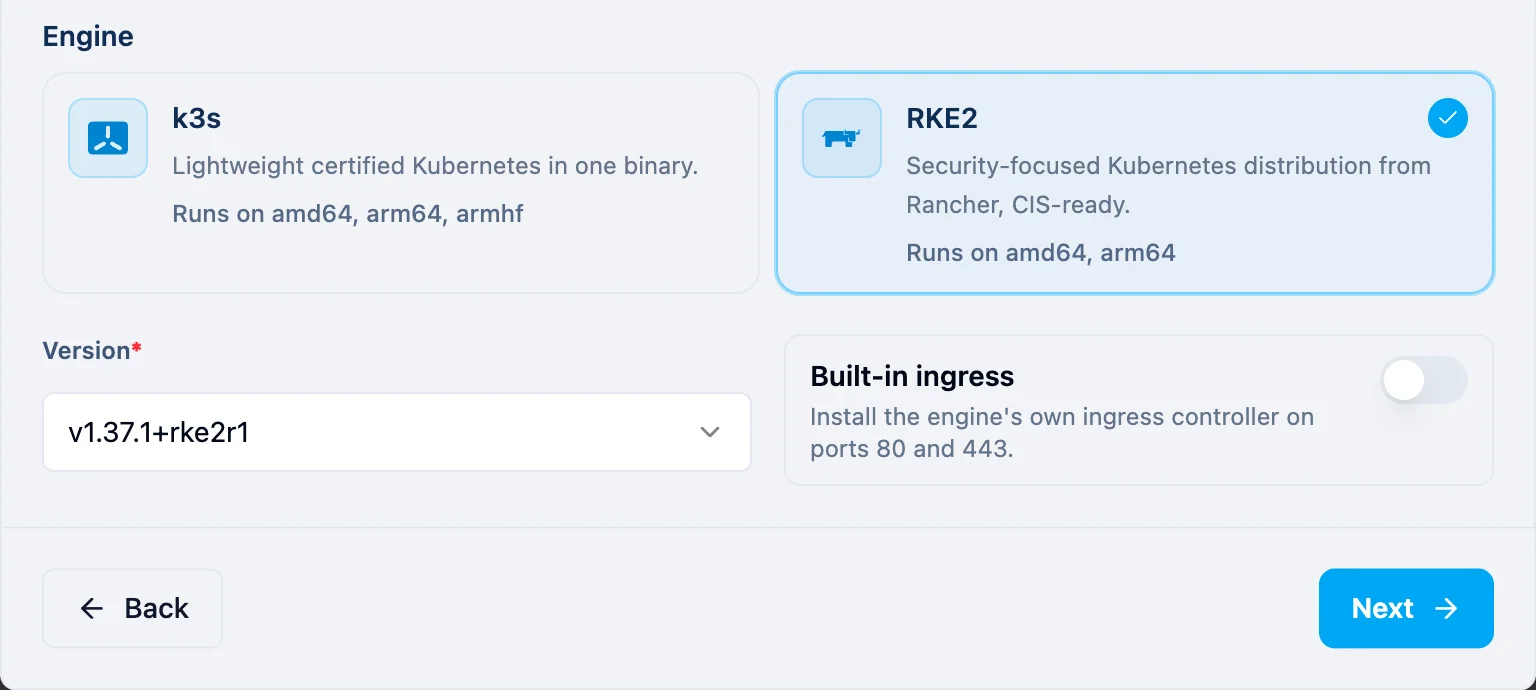 Engine
k3s
Lightweight certified Kubernetes in one binary.
Runs on amd64, arm64, armhf
RKE2
Security-focused Kubernetes distribution from
Rancher, CIS-ready.
Runs on amd64, arm64
Version*
v1.37.1+rke2r1
Built-in ingress
Install the engine's own ingress controller on
ports 80 and 443.
Back
Next